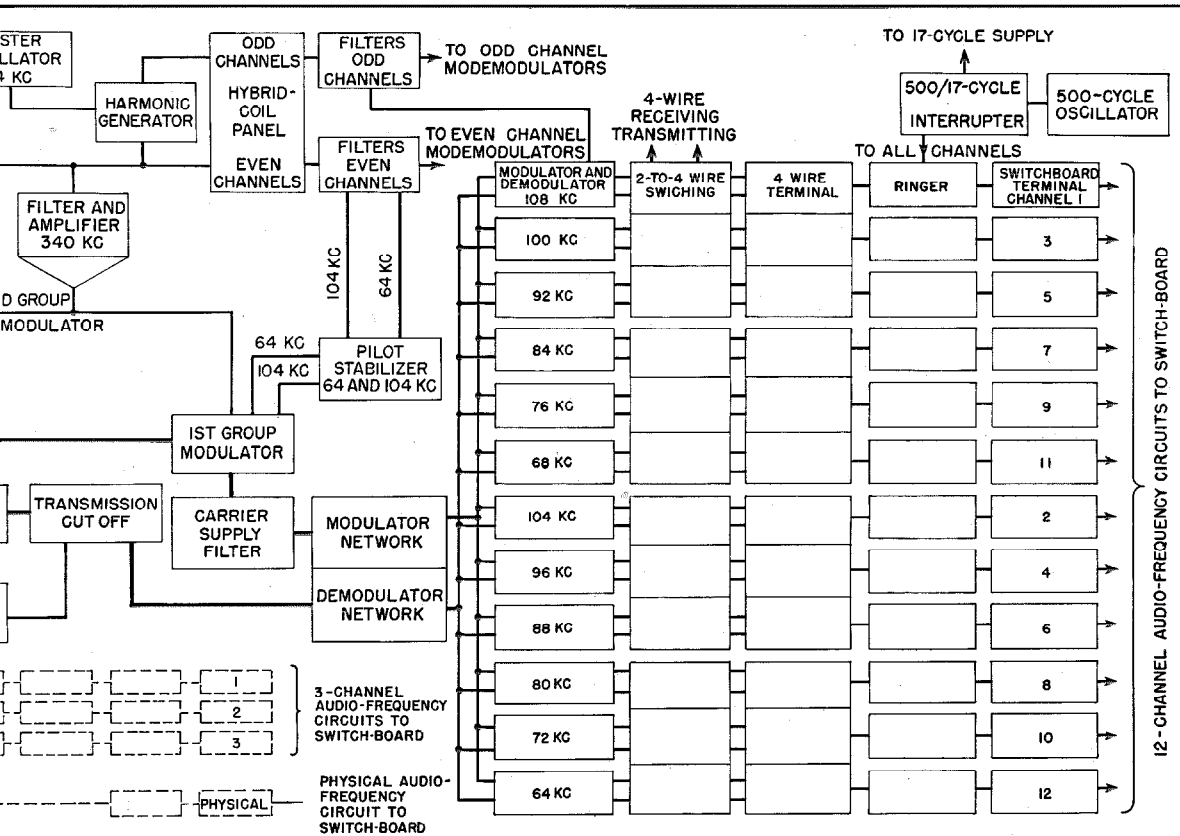 STER
LLATOR
4 KC
HARMONIC
GENERATOR
ODD
CHANNELS
HYBRID-
COIL
PANEL
EVEN
CHANNELS
FILTERS
ODD
CHANNELS
TO ODD CHANNEL
MODEMODULATORS
FILTERS
EVEN
CHANNELS
TO EVEN CHANNEL
MODEMODULATORS
4-WIRE
RECEIVING
TRANSMITTING
TO 17-CYCLE SUPPLY
500/17-CYCLE
INTERRUPTER
500-CYCLE
OSCILLATOR
TO ALL CHANNELS
FILTER AND
AMPLIFIER
340 KC
D GROUP
MODULATOR
104 KC
64 KC
64 KC
104 KC
PILOT
STABILIZER
64 AND 104 KC
1ST GROUP
MODULATOR
TRANSMISSION
CUT OFF
CARRIER
SUPPLY
FILTER
MODULATOR
NETWORK
DEMODULATOR
NETWORK
MODULATOR AND
DEMODULATOR
108 KC
2-TO-4 WIRE
SWICHING
4 WIRE
TERMINAL
RINGER
SWITCHBOARD
TERMINAL
CHANNEL 1
100 KC
3
92 KC
5
84 KC
7
76 KC
9
68 KC
11
104 KC
2
96 KC
4
88 KC
6
80 KC
8
72 KC
10
64 KC
12
12-CHANNEL AUDIO-FREQUENCY CIRCUITS TO SWITCH-BOARD
1
2
3
3-CHANNEL
AUDIO-FREQUENCY
CIRCUITS TO
SWITCH-BOARD
PHYSICAL
PHYSICAL AUDIO-
FREQUENCY
CIRCUIT TO
SWITCH-BOARD